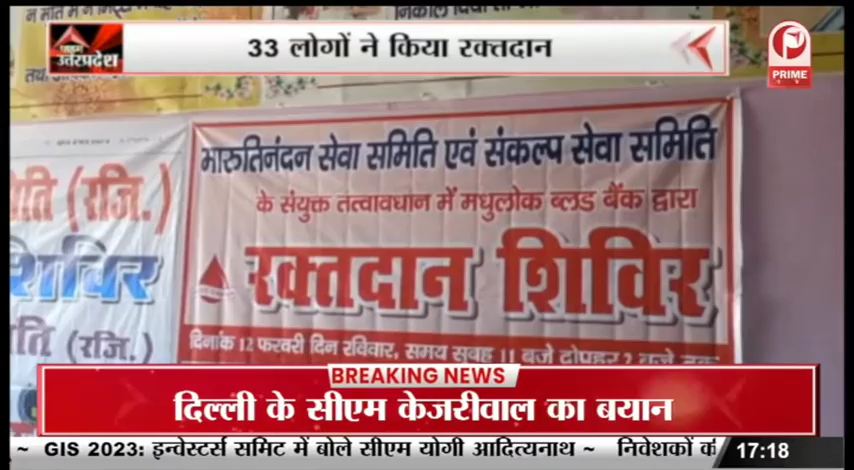 प्राइम
उत्तरप्रदेश
33 लोगों ने किया रक्तदान
PRIME
मारुतिनंदन सेवा समिति एवं संकल्प सेवा समिति
के संयुक्त तत्वावधान में मधुलोक ब्लड बैंक द्वारा
रक्तदान शिविर
दिनांक 12 फरवरी दिन रविवार, समय सुबह 11 बजे दोपहर 2 बजे तक
ति (रजि.)
शिविर
ति (रजि.)
BREAKING NEWS
दिल्ली के सीएम केजरीवाल का बयान
~ GIS 2023: इन्वेस्टर्स समिट में बोले सीएम योगी आदित्यनाथ ~ निवेशकों की
17:18